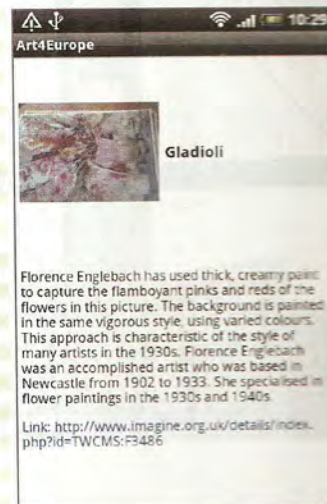 10:29
Art4Europe
Gladioli
Florence Englebach has used thick, creamy paint
to capture the flamboyant pinks and reds of the
flowers in this picture. The background is painted
in the same vigorous style, using varied colours.
This approach is characteristic of the style of
many artists in the 1930s. Florence Englebach
was an accomplished artist who was based in
Newcastle from 1902 to 1933. She specialised in
flower paintings in the 1930s and 1940s.
Link: http://www.imagine.org.uk/details/index.
php?id=TWCMS:F3486